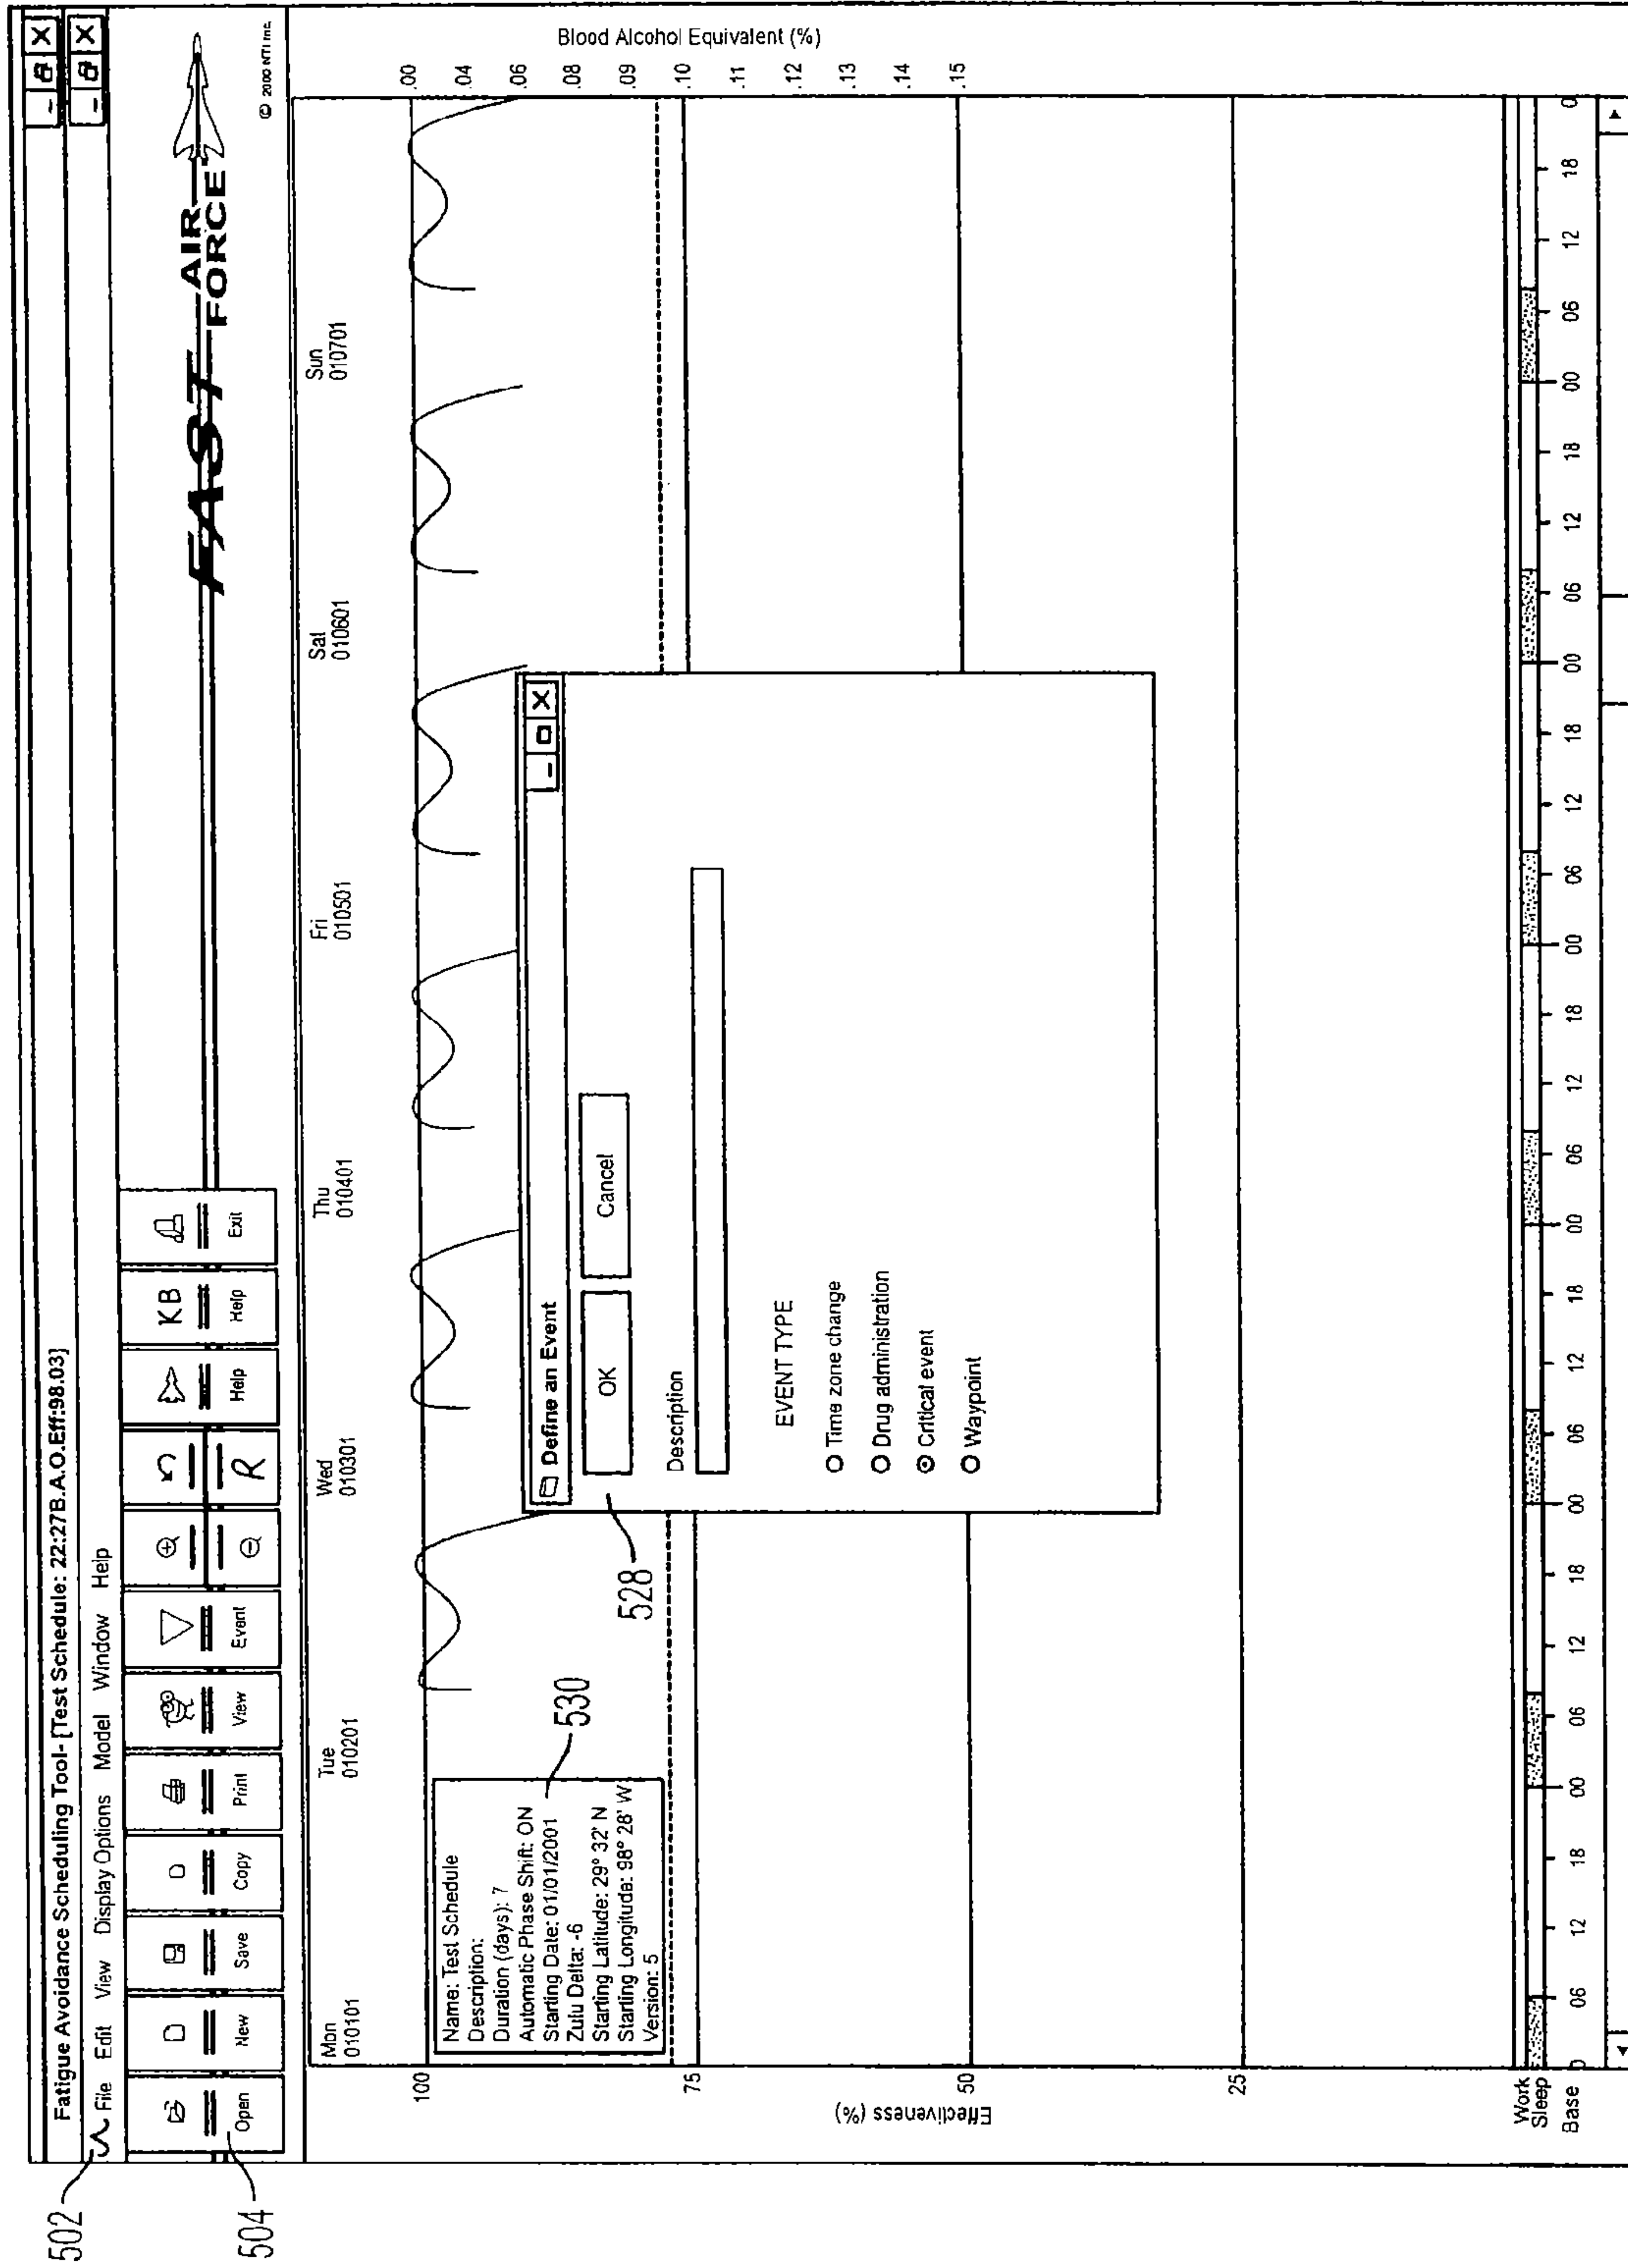 Fatigue Avoidance Scheduling Tool- [Test Schedule: 22:27B.A.O.Eff:98.03]
File Edit View Display Options Model Window Help
502
Open New Save Copy Print View Event Help KB Help Exit
R
504
FAST AIR FORCE
© 2000 NTI Inc.
Mon Tue Wed Thu Fri Sat Sun
010101 010201 010301 010401 010501 010601 010701
100
75
50
25
Effectiveness (%)
.00
.04
.06
.08
.09
.10
.11
.12
.13
.14
.15
Blood Alcohol Equivalent (%)
Name: Test Schedule
Description:
Duration (days): 7
Automatic Phase Shift: ON
Starting Date: 01/01/2001
Zulu Delta: -6
Starting Latitude: 29° 32' N
Starting Longitude: 98° 28' W
Version: 5
530
528
Define an Event
OK Cancel
Description
EVENT TYPE
Time zone change
Drug administration
Critical event
Waypoint
Work
Sleep
Base
0 06 12 18 00 06 12 18 00 06 12 18 00 06 12 18 00 06 12 18 00 06 12 18 00 06 12 18 0